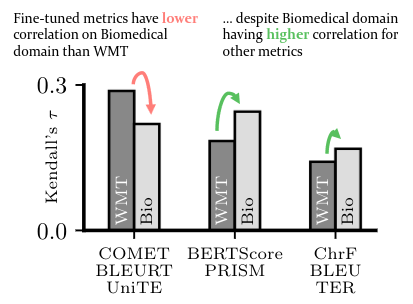 Fine-tuned metrics have lower
correlation on Biomedical
domain than WMT
... despite Biomedical domain
having higher correlation for
other metrics
0.3
Kendall's τ
0.0
WMT
Bio
WMT
Bio
WMT
Bio
COMET
BLEURT
UniTE
BERTScore
PRISM
ChrF
BLEU
TER